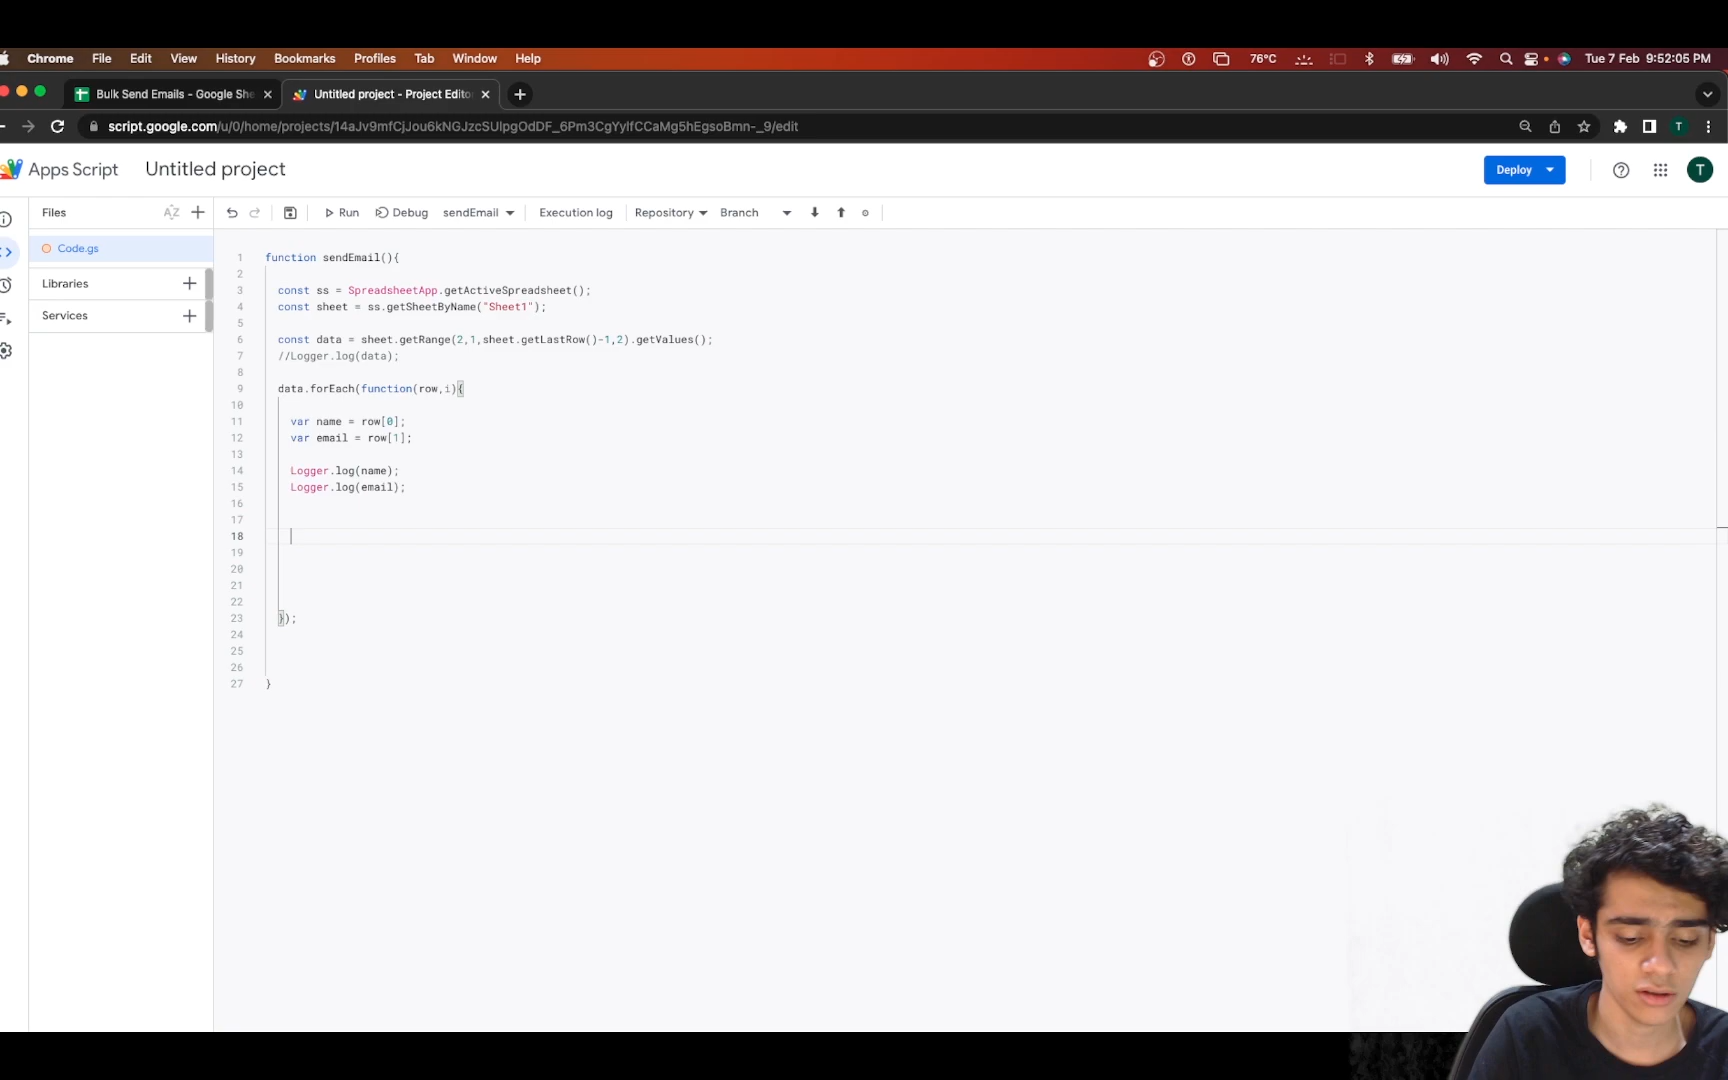 Chrome File Edit View History Bookmarks Profiles Tab Window Help 76°C Tue 7 Feb 9:52:05 PM
Bulk Send Emails - Google She Untitled project - Project Edito
script.google.com/u/0/home/projects/14aJv9mfCjJou6kNGJzcSUlpgOdDF_6Pm3CgYyIfCCaMg5hEgsoBmn-_9/edit T
Apps Script Untitled project Deploy T
Files AZ Run Debug sendEmail Execution log Repository Branch
Code.gs
Libraries
Services
1 function sendEmail(){
2
3 const ss = SpreadsheetApp.getActiveSpreadsheet();
4 const sheet = ss.getSheetByName("Sheet1");
5
6 const data = sheet.getRange(2,1,sheet.getLastRow()-1,2).getValues();
7 //Logger.log(data);
8
9 data.forEach(function(row,i){
10
11 var name = row[0];
12 var email = row[1];
13
14 Logger.log(name);
15 Logger.log(email);
16
17
18
19
20
21
22
23 });
24
25
26
27 }